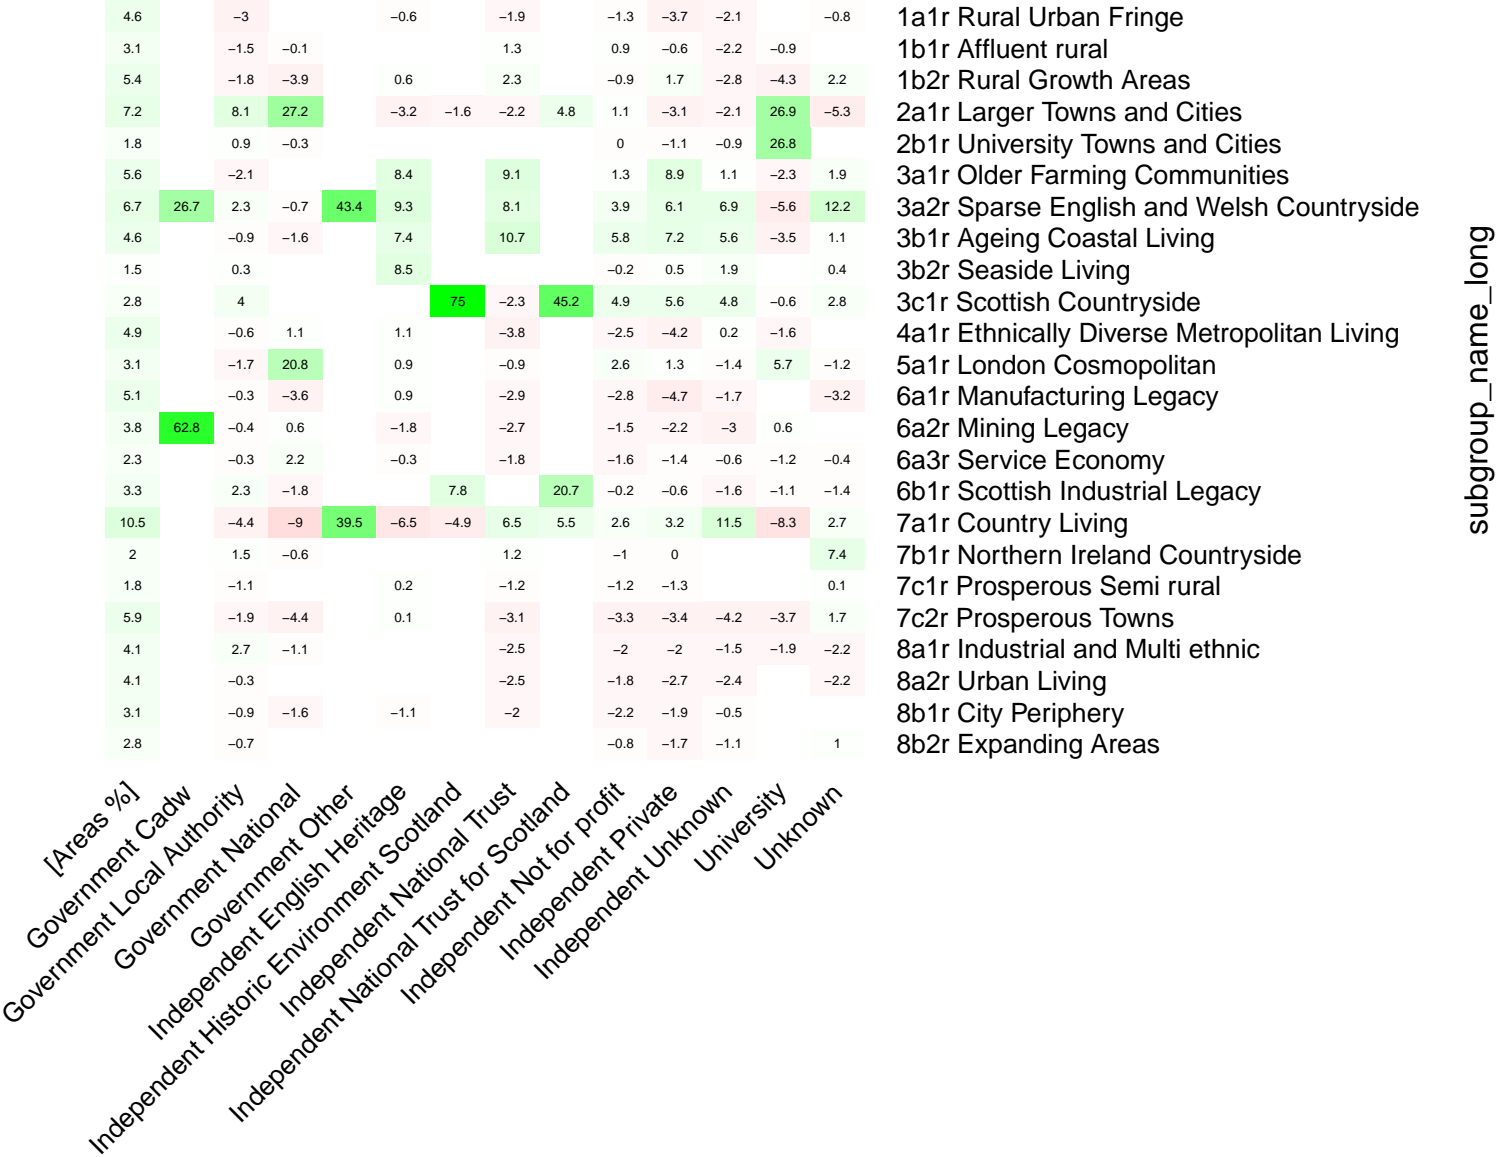 4.6 −3 −0.6 −1.9 −1.3 −3.7 −2.1 −0.8 1a1r Rural Urban Fringe
3.1 −1.5 −0.1 1.3 0.9 −0.6 −2.2 −0.9 1b1r Affluent rural
5.4 −1.8 −3.9 0.6 2.3 −0.9 1.7 −2.8 −4.3 2.2 1b2r Rural Growth Areas
7.2 8.1 27.2 −3.2 −1.6 −2.2 4.8 1.1 −3.1 −2.1 26.9 −5.3 2a1r Larger Towns and Cities
1.8 0.9 −0.3 0 −1.1 −0.9 26.8 2b1r University Towns and Cities
5.6 −2.1 8.4 9.1 1.3 8.9 1.1 −2.3 1.9 3a1r Older Farming Communities
6.7 26.7 2.3 −0.7 43.4 9.3 8.1 3.9 6.1 6.9 −5.6 12.2 3a2r Sparse English and Welsh Countryside
4.6 −0.9 −1.6 7.4 10.7 5.8 7.2 5.6 −3.5 1.1 3b1r Ageing Coastal Living
1.5 0.3 8.5 −0.2 0.5 1.9 0.4 3b2r Seaside Living
2.8 4 75 −2.3 45.2 4.9 5.6 4.8 −0.6 2.8 3c1r Scottish Countryside
4.9 −0.6 1.1 1.1 −3.8 −2.5 −4.2 0.2 −1.6 4a1r Ethnically Diverse Metropolitan Living
3.1 −1.7 20.8 0.9 −0.9 2.6 1.3 −1.4 5.7 −1.2 5a1r London Cosmopolitan
5.1 −0.3 −3.6 0.9 −2.9 −2.8 −4.7 −1.7 −3.2 6a1r Manufacturing Legacy
3.8 62.8 −0.4 0.6 −1.8 −2.7 −1.5 −2.2 −3 0.6 6a2r Mining Legacy
2.3 −0.3 2.2 −0.3 −1.8 −1.6 −1.4 −0.6 −1.2 −0.4 6a3r Service Economy
3.3 2.3 −1.8 7.8 20.7 −0.2 −0.6 −1.6 −1.1 −1.4 6b1r Scottish Industrial Legacy
10.5 −4.4 −9 39.5 −6.5 −4.9 6.5 5.5 2.6 3.2 11.5 −8.3 2.7 7a1r Country Living
2 1.5 −0.6 1.2 −1 0 7.4 7b1r Northern Ireland Countryside
1.8 −1.1 0.2 −1.2 −1.2 −1.3 0.1 7c1r Prosperous Semi rural
5.9 −1.9 −4.4 0.1 −3.1 −3.3 −3.4 −4.2 −3.7 1.7 7c2r Prosperous Towns
4.1 2.7 −1.1 −2.5 −2 −2 −1.5 −1.9 −2.2 8a1r Industrial and Multi ethnic
4.1 −0.3 −2.5 −1.8 −2.7 −2.4 −2.2 8a2r Urban Living
3.1 −0.9 −1.6 −1.1 −2 −2.2 −1.9 −0.5 8b1r City Periphery
2.8 −0.7 −0.8 −1.7 −1.1 1 8b2r Expanding Areas
[Areas %]
Government Cadw
Government Local Authority
Government National
Government Other
Independent English Heritage
Independent Historic Environment Scotland
Independent National Trust
Independent National Trust for Scotland
Independent Not for profit
Independent Private
Independent Unknown
University
Unknown
subgroup_name_long